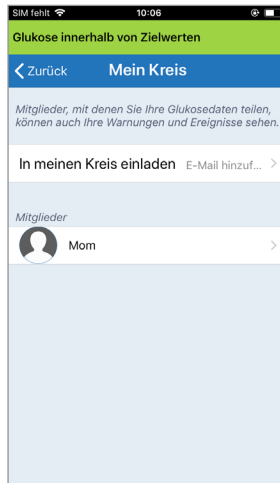 SIM fehlt 10:06
Glukose innerhalb von Zielwerten
Zurück Mein Kreis
Mitglieder, mit denen Sie Ihre Glukosedaten teilen,
können auch Ihre Warnungen und Ereignisse sehen.
In meinen Kreis einladen E-Mail hinzuf...
Mitglieder
Mom